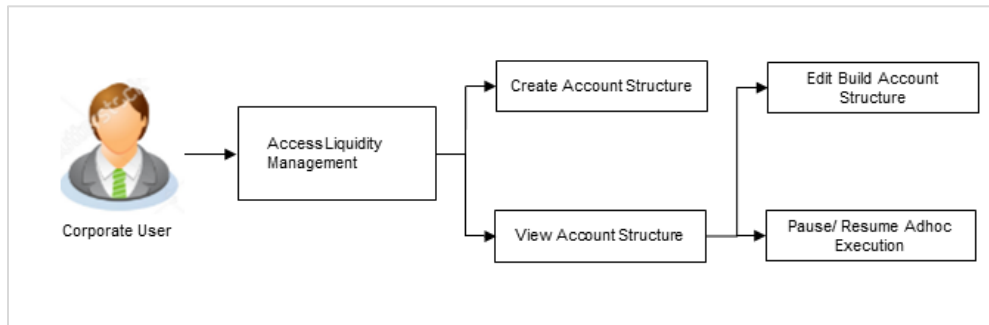 Create Account Structure
Edit Build Account
Structure
Access Liquidity
Management
Corporate User
View Account Structure
Pause/ Resume Adhoc
Execution